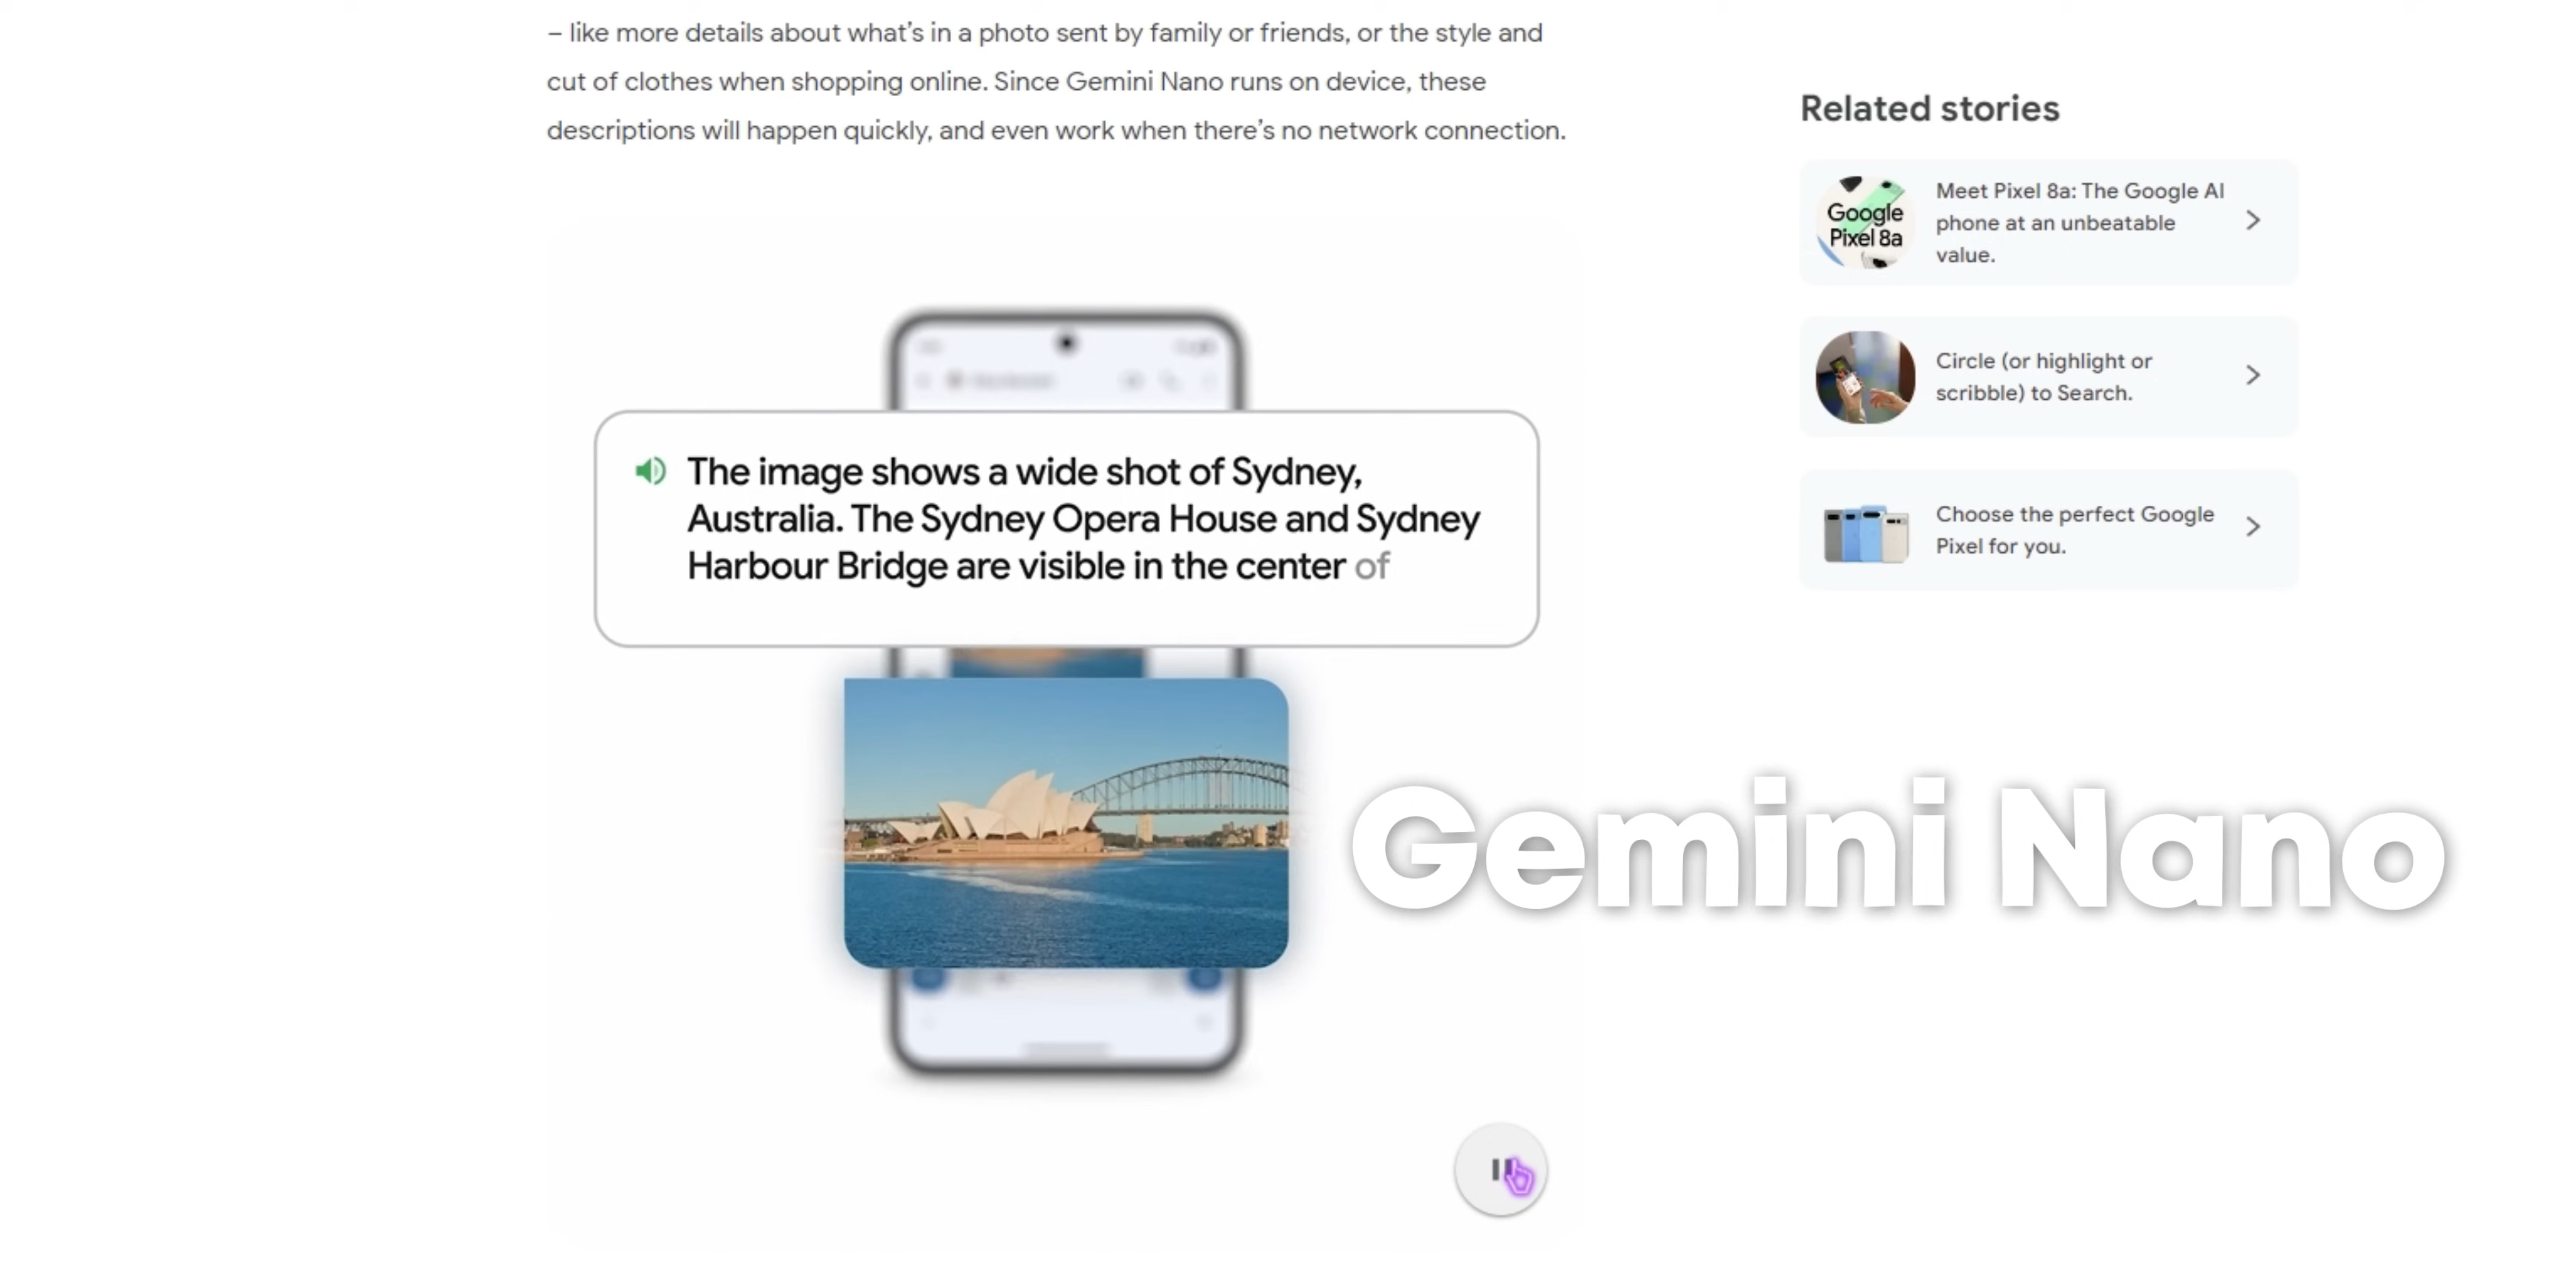 – like more details about what's in a photo sent by family or friends, or the style and
cut of clothes when shopping online. Since Gemini Nano runs on device, these
descriptions will happen quickly, and even work when there's no network connection.
The image shows a wide shot of Sydney,
Australia. The Sydney Opera House and Sydney
Harbour Bridge are visible in the center of
Related stories
Google
Pixel 8a
Meet Pixel 8a: The Google AI
phone at an unbeatable
value.
Circle (or highlight or
scribble) to Search.
Choose the perfect Google
Pixel for you.
Gemini Nano